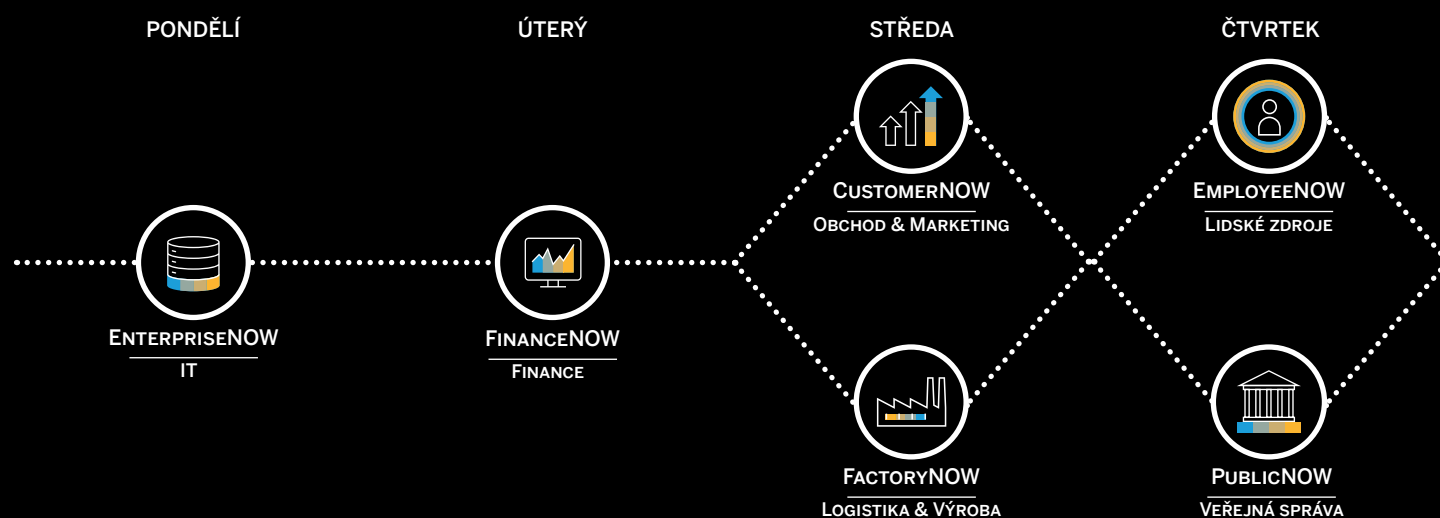 PONDĚLÍ
ÚTERÝ
STŘEDA
ČTVRTEK
CustomerNOW
Obchod & Marketing
EmployeeNOW
Lidské zdroje
EnterpriseNOW
IT
FinanceNOW
Finance
FactoryNOW
Logistika & Výroba
PublicNOW
Veřejná správa